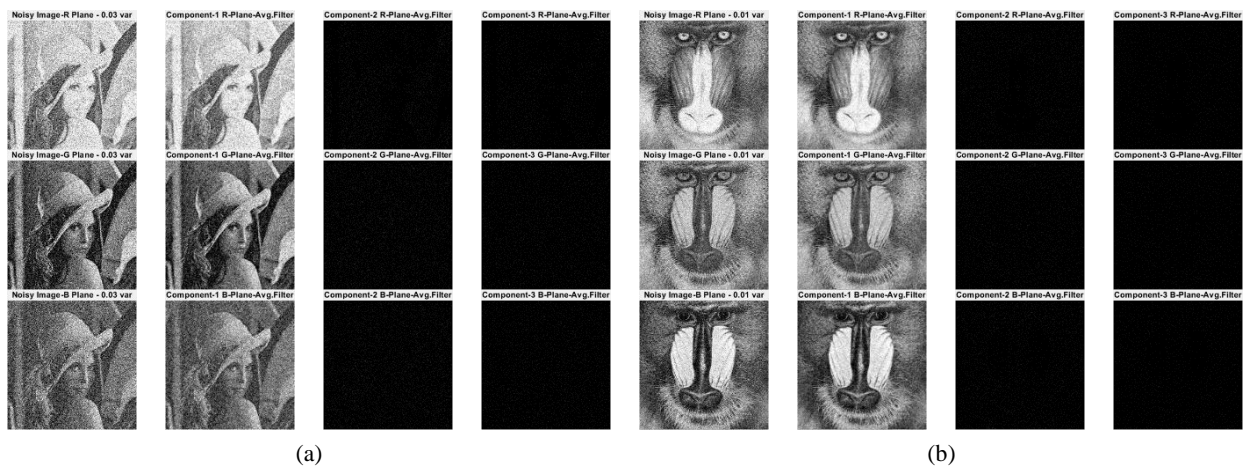 Noisy Image-R Plane - 0.03 var Component-1 R-Plane-Avg.Filter Component-2 R-Plane-Avg.Filter Component-3 R-Plane-Avg.Filter Noisy Image-R Plane - 0.01 var Component-1 R-Plane-Avg.Filter Component-2 R-Plane-Avg.Filter Component-3 R-Plane-Avg.Filter
Noisy Image-G Plane - 0.03 var Component-1 G-Plane-Avg.Filter Component-2 G-Plane-Avg.Filter Component-3 G-Plane-Avg.Filter Noisy Image-G Plane - 0.01 var Component-1 G-Plane-Avg.Filter Component-2 G-Plane-Avg.Filter Component-3 G-Plane-Avg.Filter
Noisy Image-B Plane - 0.03 var Component-1 B-Plane-Avg.Filter Component-2 B-Plane-Avg.Filter Component-3 B-Plane-Avg.Filter Noisy Image-B Plane - 0.01 var Component-1 B-Plane-Avg.Filter Component-2 B-Plane-Avg.Filter Component-3 B-Plane-Avg.Filter
(a) (b)